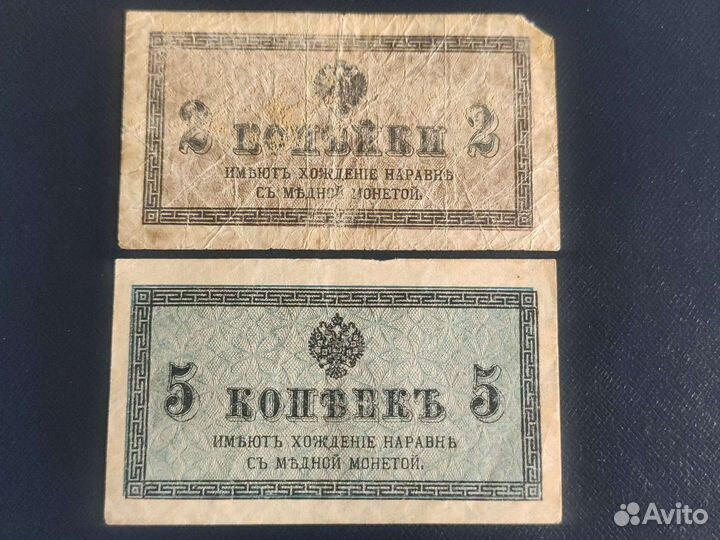 2 КОПѢЙКИ 2
ИМѢЮТЪ ХОЖДЕНІЕ НАРАВНѢ
СЪ МѢДНОЙ МОНЕТОЙ.
5 КОПѢЕКЪ 5
ИМѢЮТЪ ХОЖДЕНІЕ НАРАВНѢ
СЪ МѢДНОЙ МОНЕТОЙ.
Avito